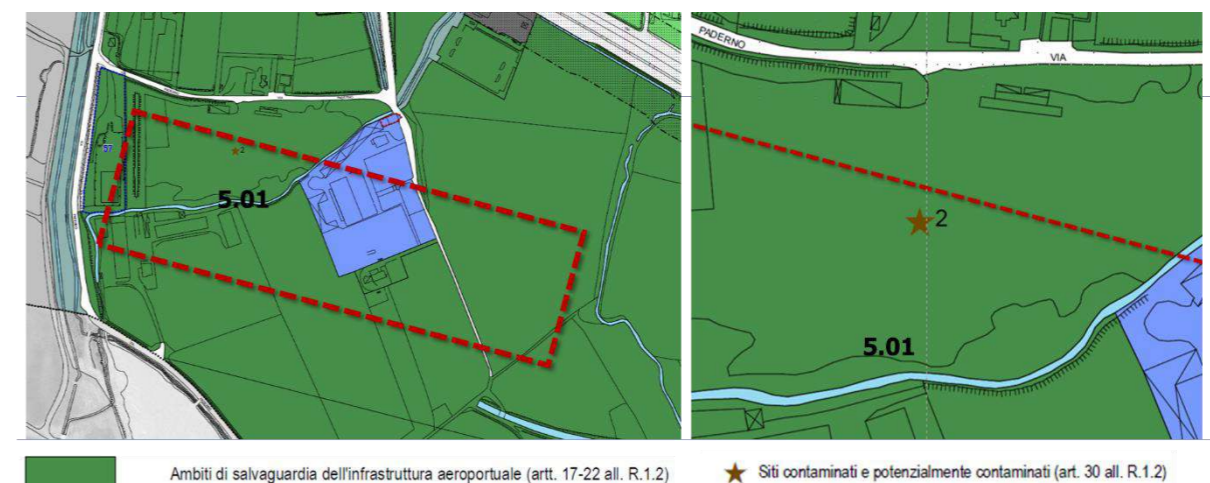 57
2
5.01
PADERNO
VIA
2
5.01
Ambiti di salvaguardia dell'infrastruttura aeroportuale (artt. 17-22 all. R.1.2)
Siti contaminati e potenzialmente contaminati (art. 30 all. R.1.2)